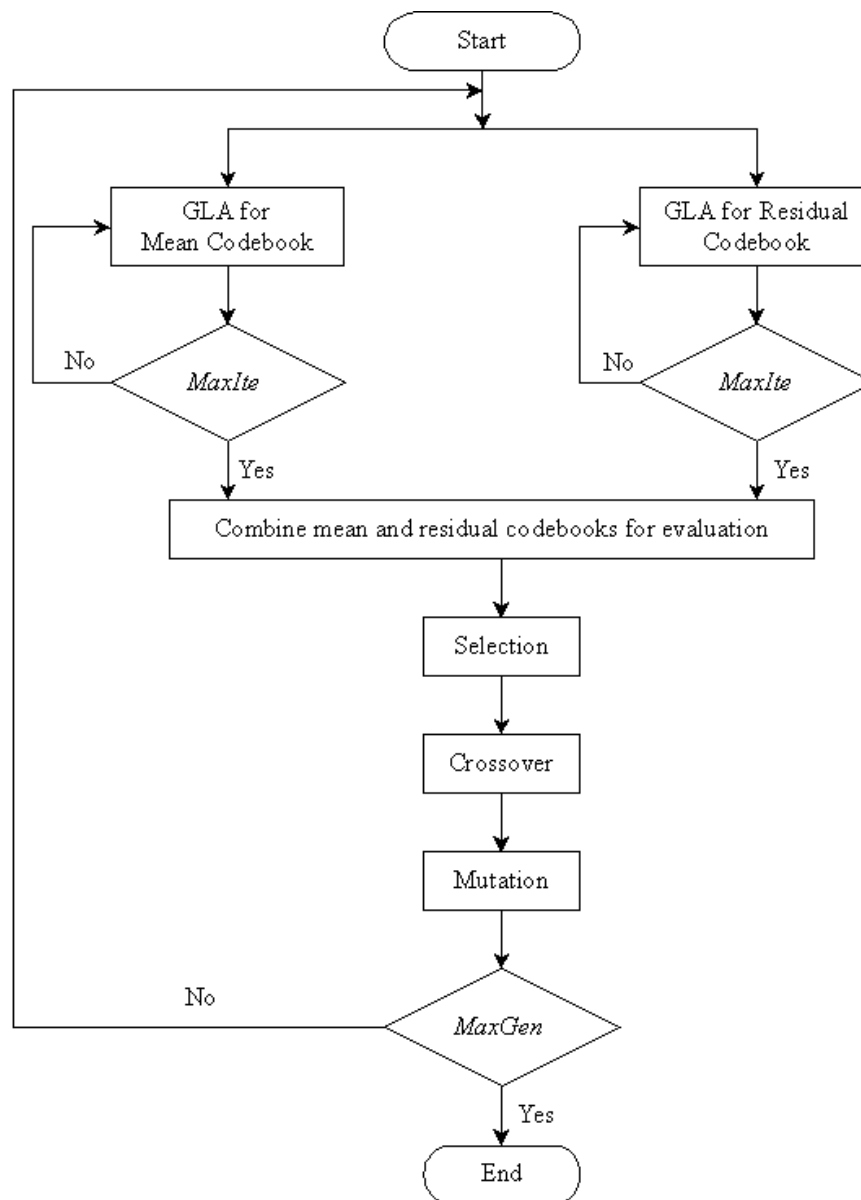 Start
GLA for
Mean Codebook
GLA for Residual
Codebook
No
MaxIte
No
MaxIte
Yes
Yes
Combine mean and residual codebooks for evaluation
Selection
Crossover
Mutation
No
MaxGen
Yes
End